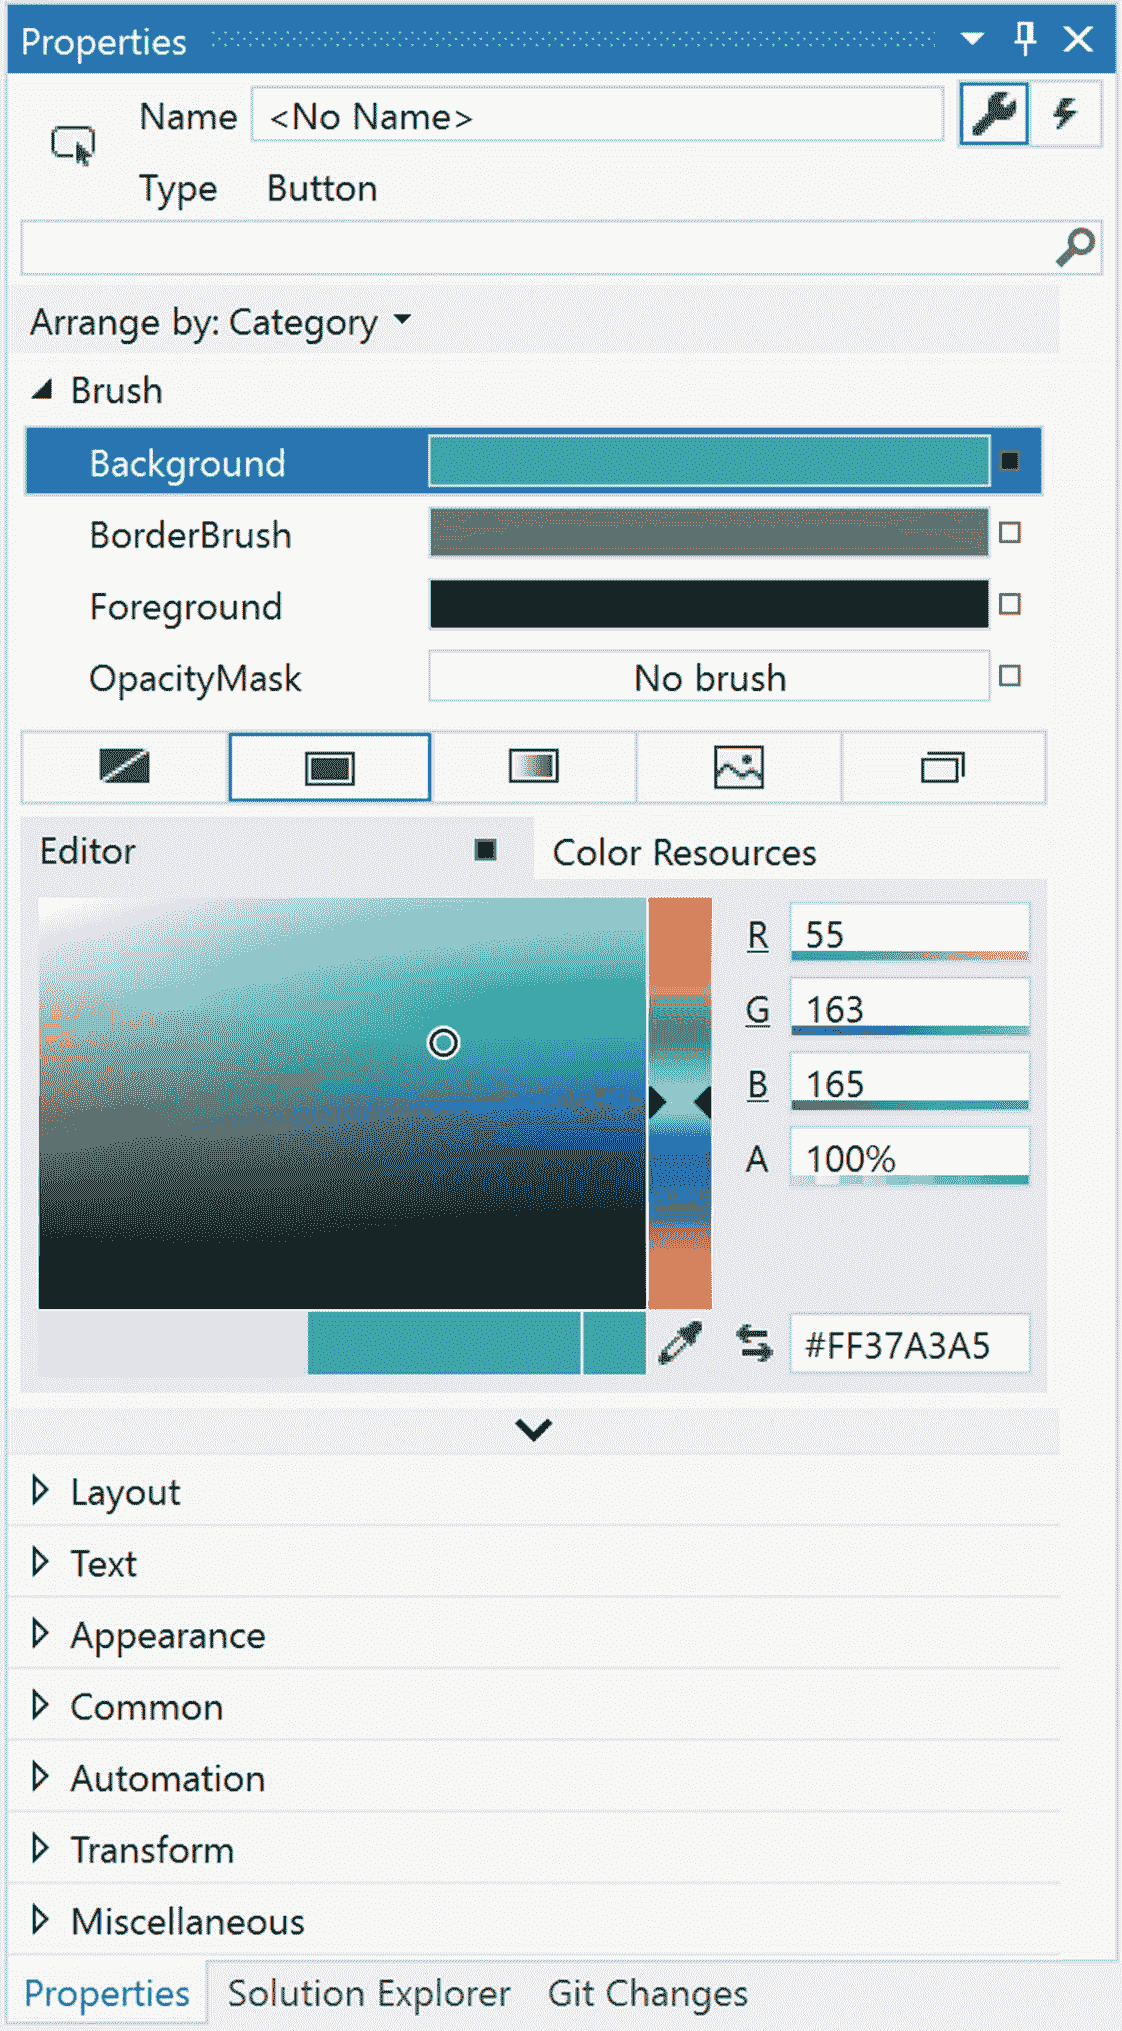 Properties
Name <No Name>
Type Button
Arrange by: Category
Brush
Background
BorderBrush
Foreground
OpacityMask No brush
Editor Color Resources
R 55
G 163
B 165
A 100%
#FF37A3A5
Layout
Text
Appearance
Common
Automation
Transform
Miscellaneous
Properties Solution Explorer Git Changes